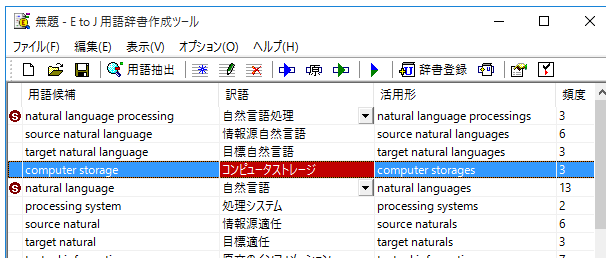 無題 - E to J 用語辞書作成ツール
ファイル(F) 編集(E) 表示(V) オプション(O) ヘルプ(H)
用語抽出 辞書登録
用語候補 訳語 活用形 頻度
S natural language processing 自然言語処理 natural language processings 3
source natural language 情報源自然言語 source natural languages 6
target natural language 目標自然言語 target natural languages 3
computer storage コンピュータストレージ computer storages 3
S natural language 自然言語 natural languages 13
processing system 処理システム processing systems 2
source natural 情報源適任 source naturals 6
target natural 目標適任 target naturals 3